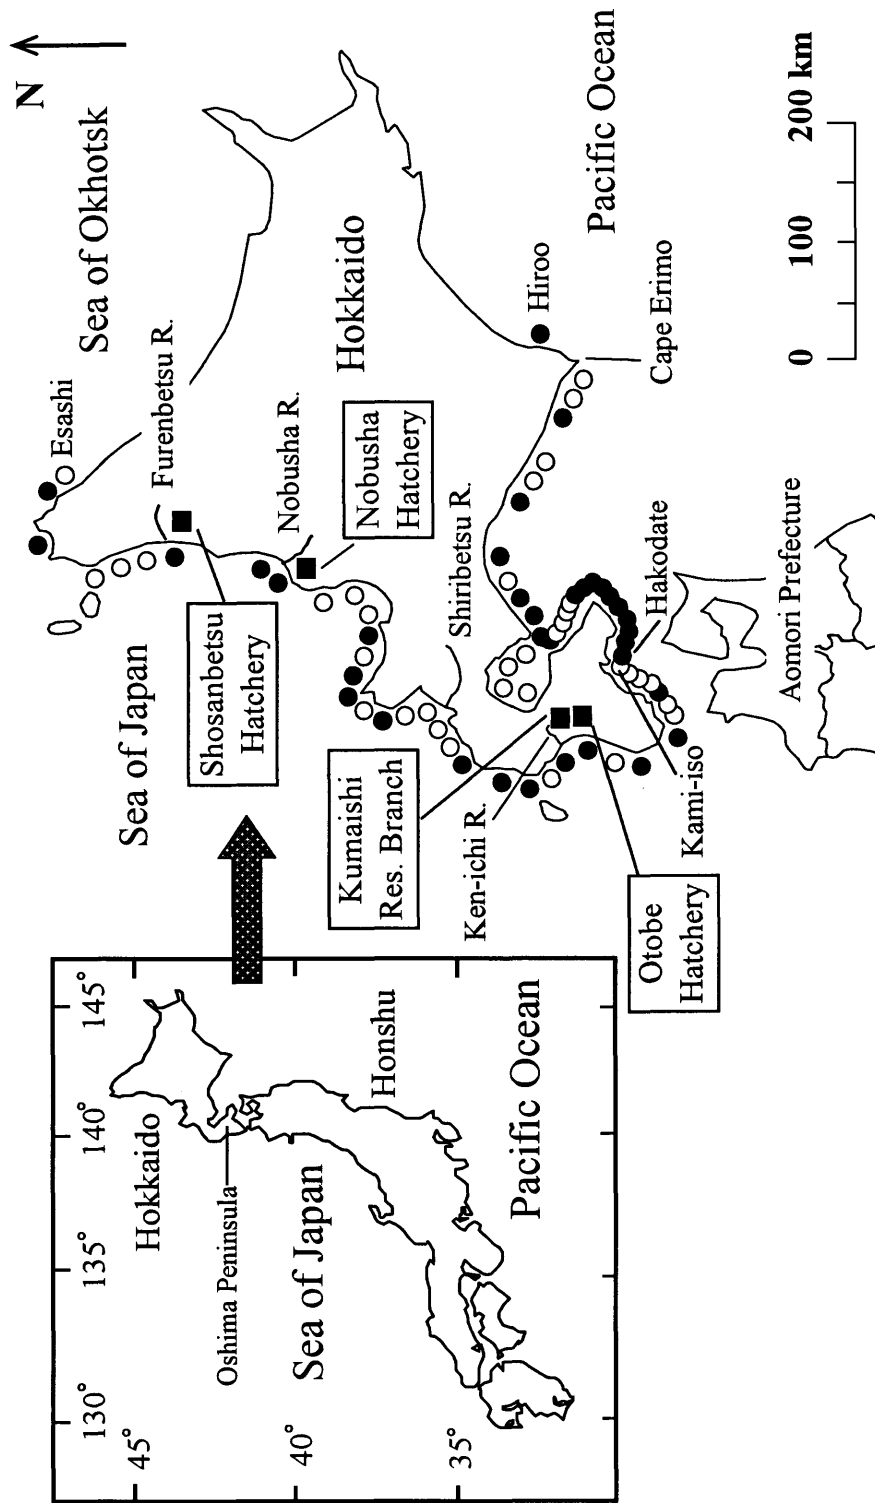 130°
135°
140°
145°
45°
40°
35°
Hokkaido
Oshima Peninsula
Sea of Japan
Honshu
Pacific Ocean
N
Sea of Okhotsk
Esashi
Furenbetsu R.
Sea of Japan
Shosanbetsu
Hatchery
Nobusha R.
Nobusha
Hatchery
Hokkaido
Pacific Ocean
Shiribetsu R.
Hiroo
Cape Erimo
Kumaishi
Res. Branch
Ken-ichi R.
Otobe
Hatchery
Kami-iso
Hakodate
Aomori Prefecture
0
100
200 km